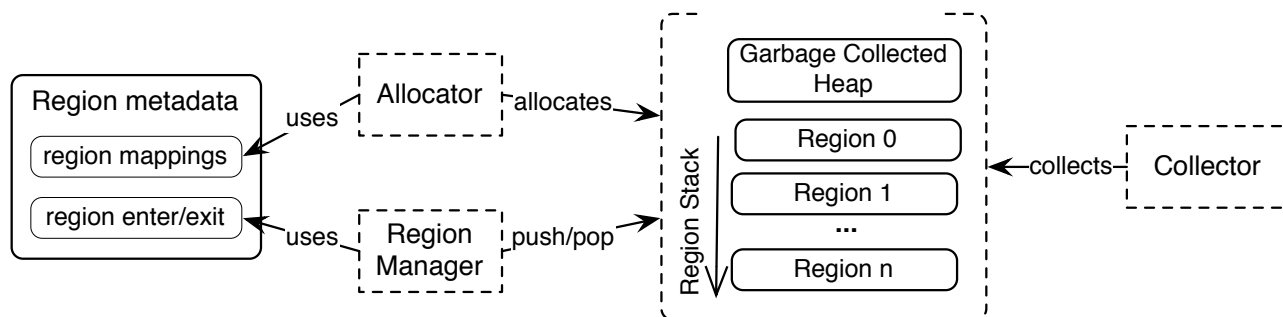 Region metadata
region mappings
region enter/exit
uses
uses
Allocator
Region
Manager
allocates
push/pop
Region Stack
Garbage Collected
Heap
Region 0
Region 1
...
Region n
collects
Collector